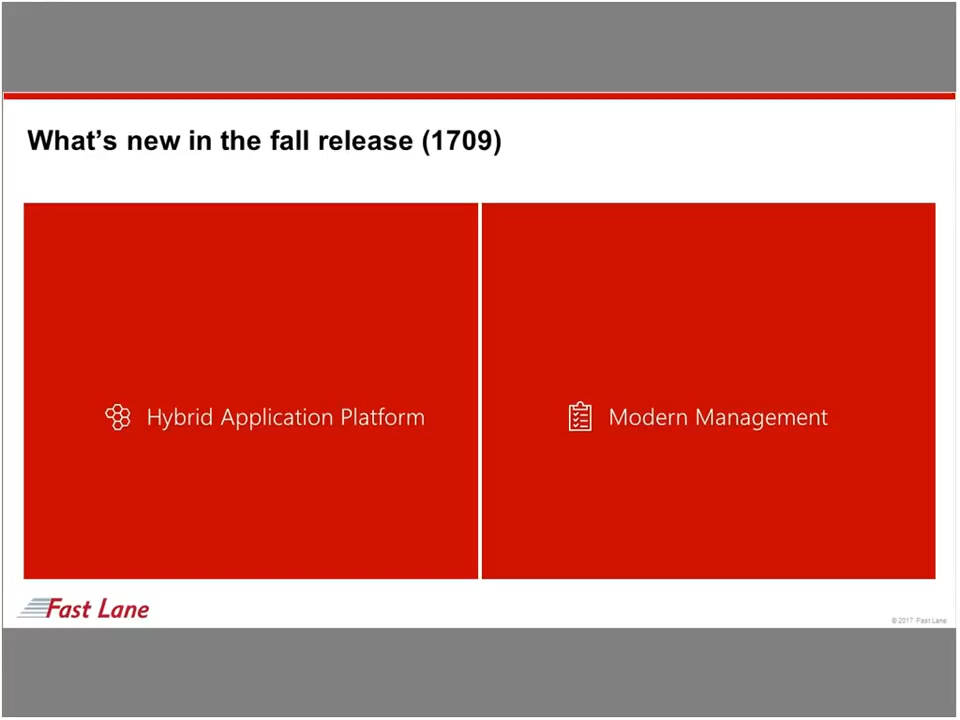 What’s new in the fall release (1709)
Hybrid Application Platform
Modern Management
Fast Lane
© 2017 Fast Lane